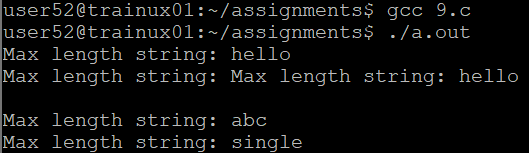 user52@trainux01:~/assignments$ gcc 9.c
user52@trainux01:~/assignments$ ./a.out
Max length string: hello
Max length string: Max length string: hello

Max length string: abc
Max length string: single